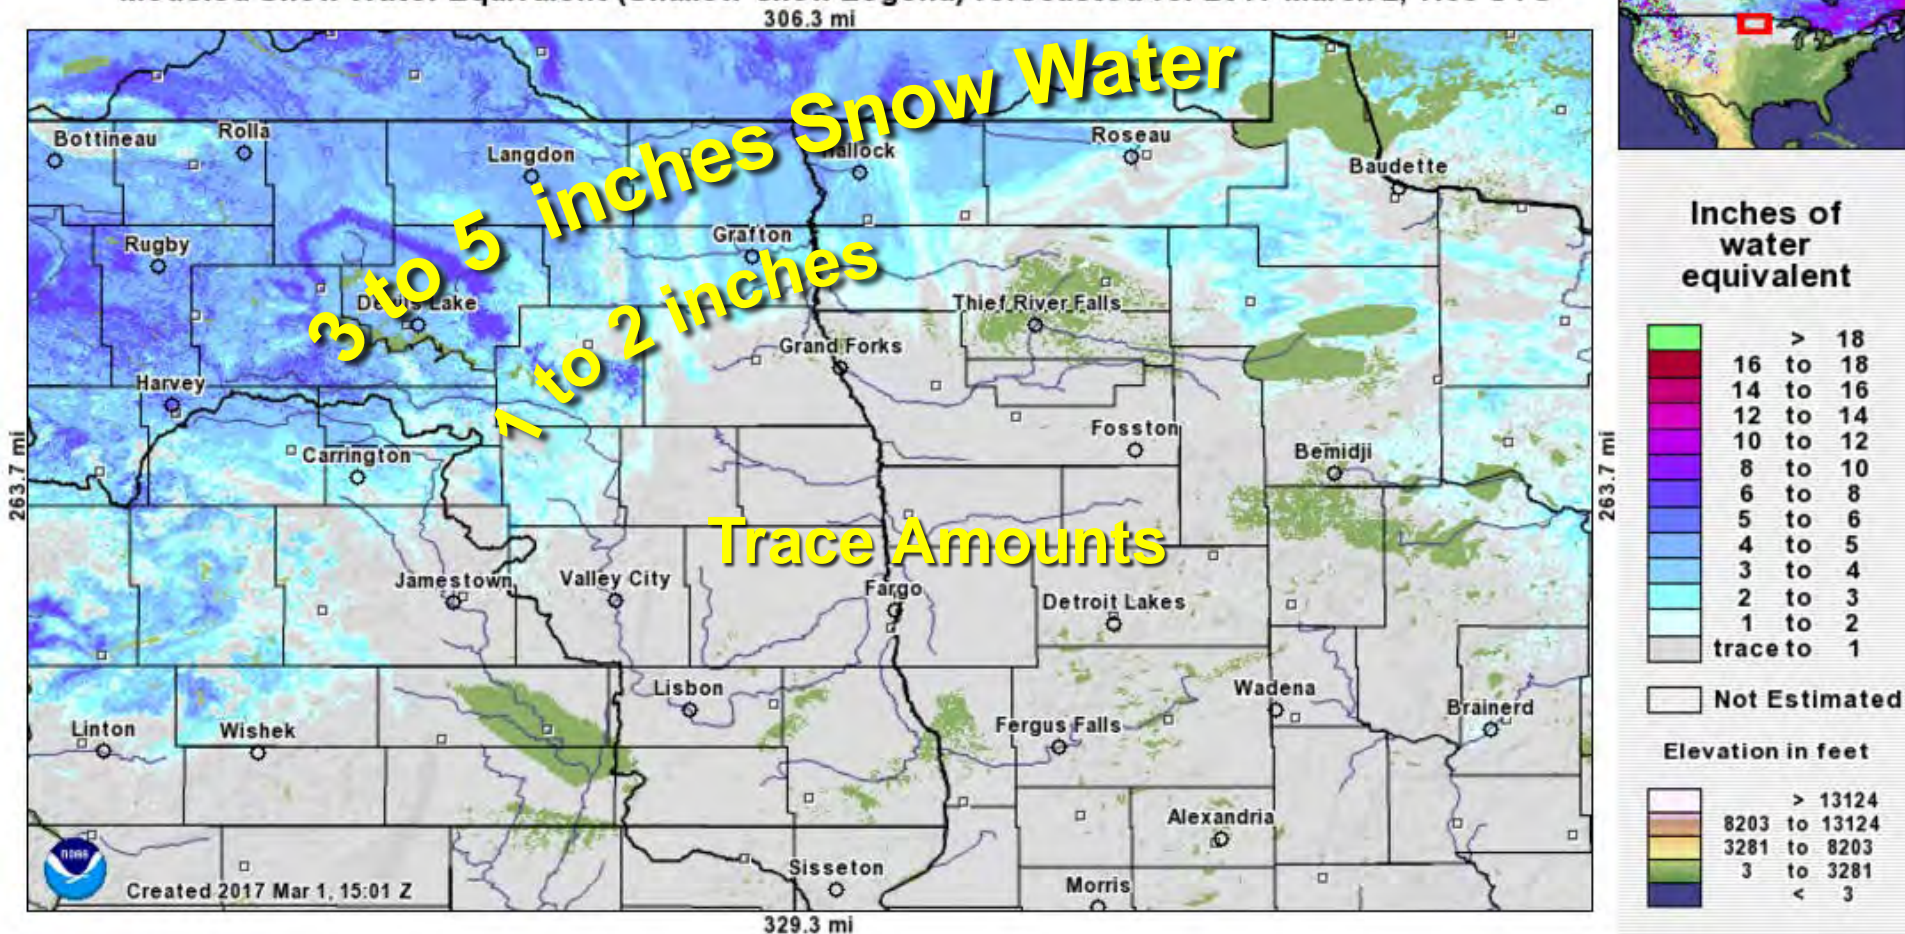 306.3 mi
3 to 5 inches Snow Water
1 to 2 inches
Trace Amounts
Bottineau
Rolla
Langdon
Hallock
Roseau
Baudette
Rugby
Grafton
Devils Lake
Thief River Falls
Grand Forks
Harvey
Carrington
Fosston
Bemidji
263.7 mi
263.7 mi
Jamestown
Valley City
Fargo
Detroit Lakes
Lisbon
Wadena
Linton
Wishek
Fergus Falls
Brainerd
Alexandria
Sisseton
Morris
NOAA
Created 2017 Mar 1, 15:01 Z
329.3 mi
Inches of
water
equivalent
> 18
16 to 18
14 to 16
12 to 14
10 to 12
8 to 10
6 to 8
5 to 6
4 to 5
3 to 4
2 to 3
1 to 2
trace to 1
Not Estimated
Elevation in feet
> 13124
8203 to 13124
3281 to 8203
3 to 3281
< 3